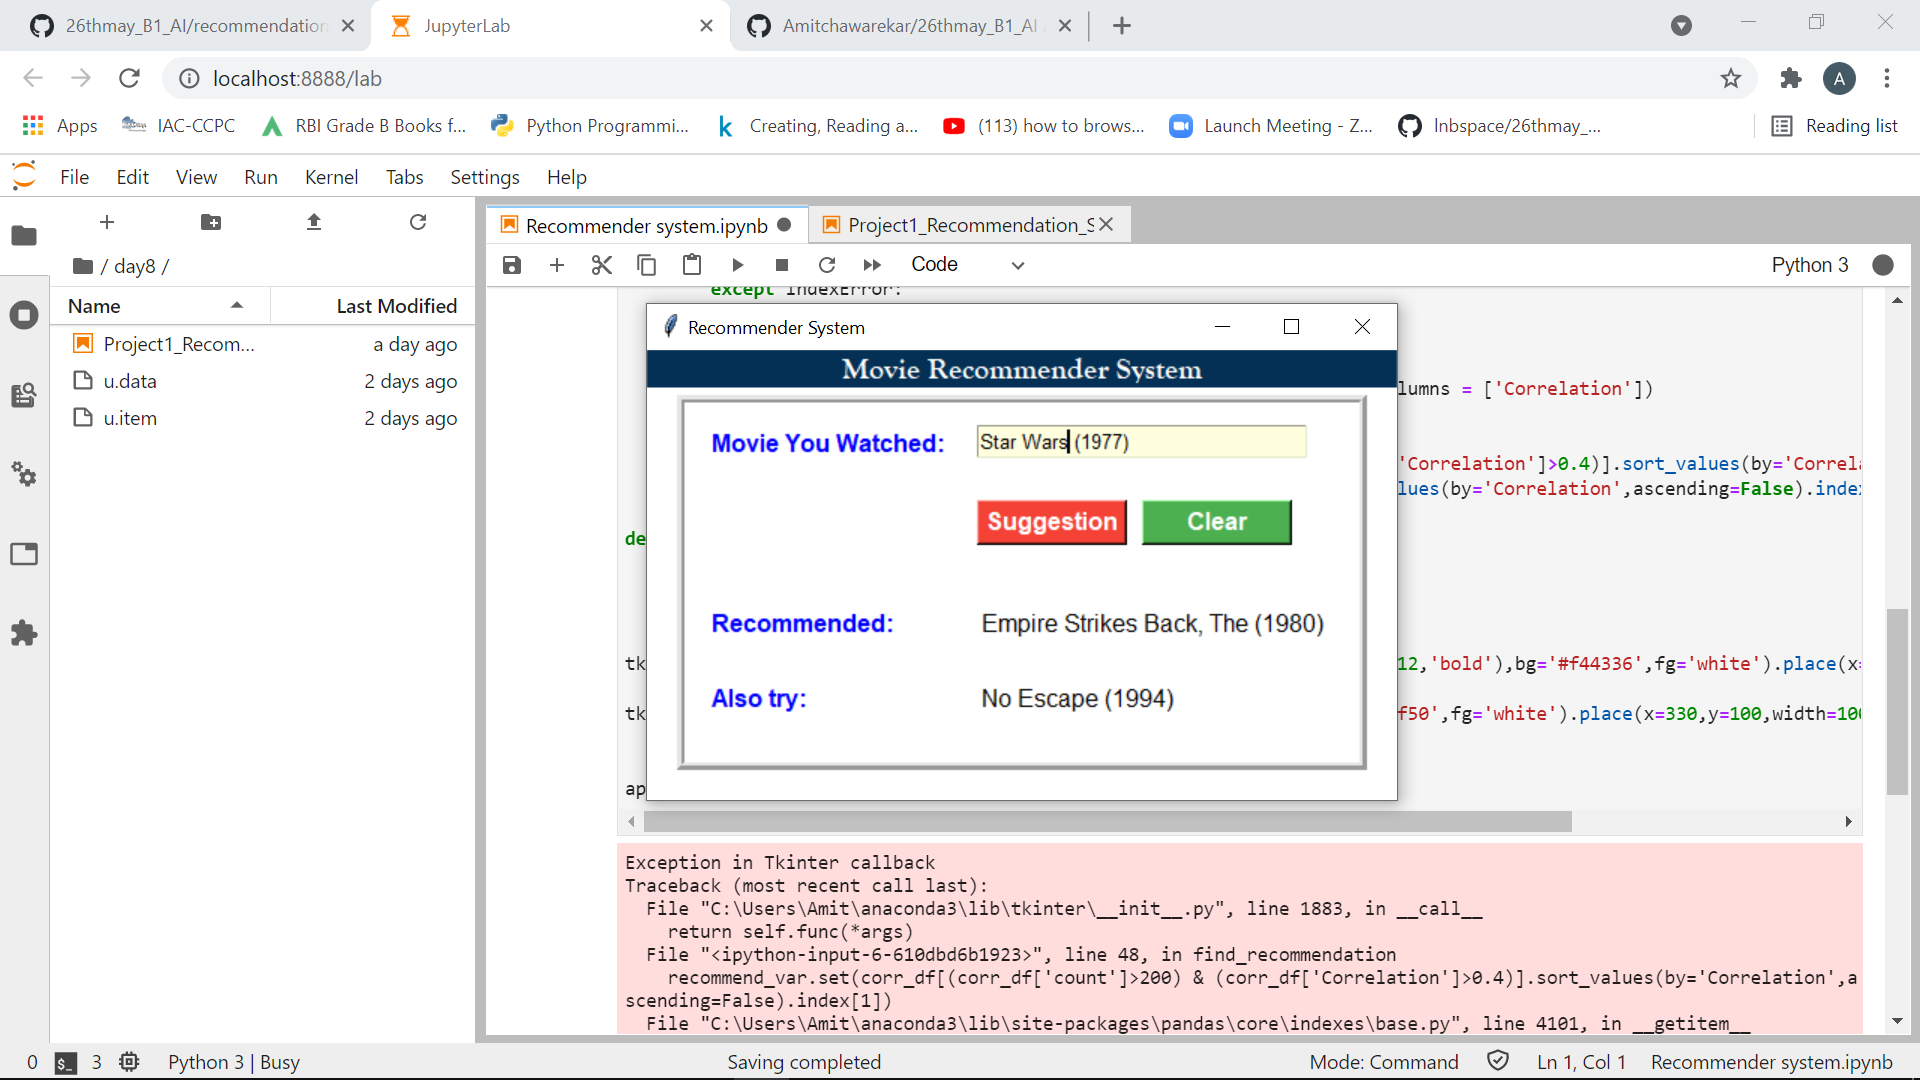 26thmay_B1_AI/recommendation
JupyterLab
Amitchawarekar/26thmay_B1_AI
localhost:8888/lab
A
Apps
IAC-CCPC
RBI Grade B Books f...
Python Programmi...
Creating, Reading a...
(113) how to brows...
Launch Meeting - Z...
Inbspace/26thmay_...
Reading list
File Edit View Run Kernel Tabs Settings Help
Recommender system.ipynb
Project1_Recommendation_S
/ day8 /
Code
Python 3
Name
Last Modified
Project1_Recom...
a day ago
u.data
2 days ago
u.item
2 days ago
except IndexError:
Recommender System
Movie Recommender System
lumns = ['Correlation'])
Movie You Watched:
Star Wars (1977)
'Correlation']>0.4)].sort_values(by='Correla
lues(by='Correlation',ascending=False).index
Suggestion
Clear
de
Recommended:
Empire Strikes Back, The (1980)
tk
12,'bold'),bg='#f44336',fg='white').place(x=
Also try:
No Escape (1994)
tk
f50',fg='white').place(x=330,y=100,width=100
ap
Exception in Tkinter callback
Traceback (most recent call last):
File "C:\Users\Amit\anaconda3\lib\tkinter\__init__.py", line 1883, in __call__
return self.func(*args)
File "<ipython-input-6-610dbd6b1923>", line 48, in find_recommendation
recommend_var.set(corr_df[(corr_df['count']>200) & (corr_df['Correlation']>0.4)].sort_values(by='Correlation',a
scending=False).index[1])
File "C:\Users\Amit\anaconda3\lib\site-packages\pandas\core\indexes\base.py", line 4101, in __getitem__
0
$_
3
Python 3 | Busy
Saving completed
Mode: Command
Ln 1, Col 1
Recommender system.ipynb